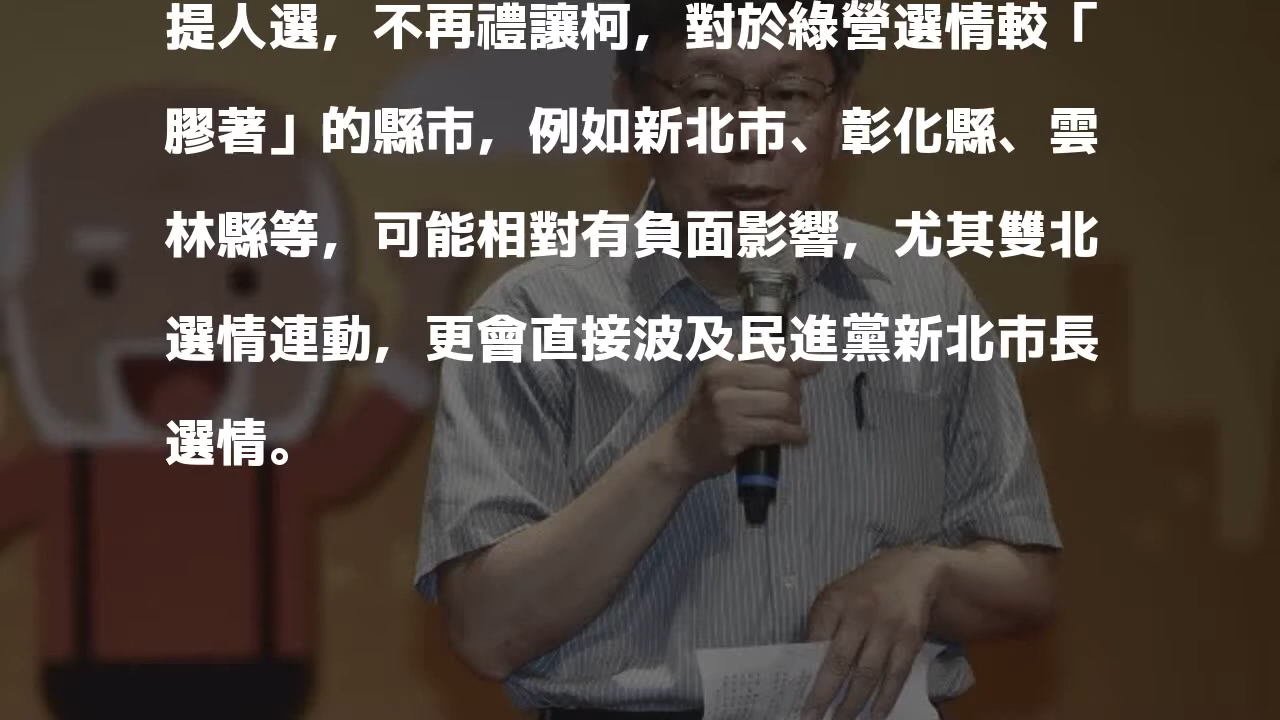 提人選，不再禮讓柯，對於綠營選情較「
膠著」的縣市，例如新北市、彰化縣、雲
林縣等，可能相對有負面影響，尤其雙北
選情連動，更會直接波及民進黨新北市長
選情。